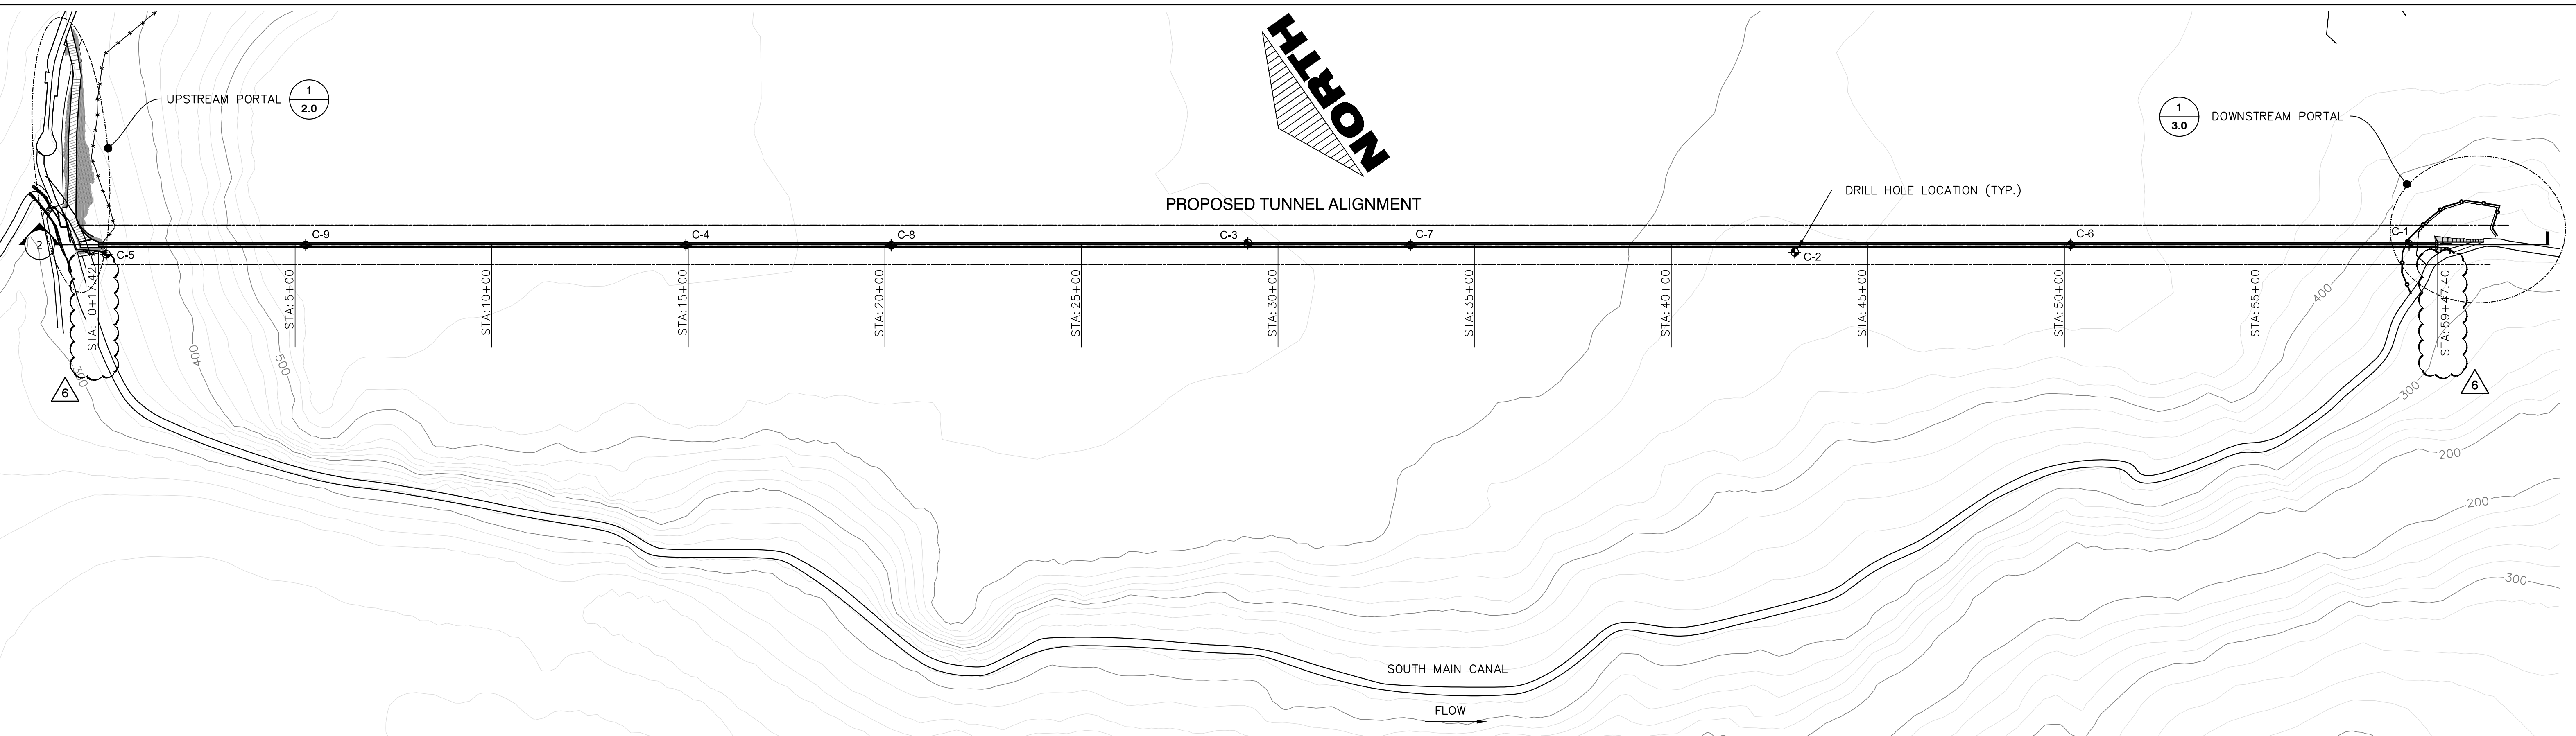 NORTH
1
2.0
UPSTREAM PORTAL
1
3.0
DOWNSTREAM PORTAL
PROPOSED TUNNEL ALIGNMENT
DRILL HOLE LOCATION (TYP.)
2
C-5
C-9
C-4
C-8
C-3
C-7
C-2
C-6
C-1
STA: 0+17.42
STA: 5+00
STA: 10+00
STA: 15+00
STA: 20+00
STA: 25+00
STA: 30+00
STA: 35+00
STA: 40+00
STA: 45+00
STA: 50+00
STA: 55+00
STA: 59+47.40
300
400
500
400
300
200
200
300
6
6
SOUTH MAIN CANAL
FLOW